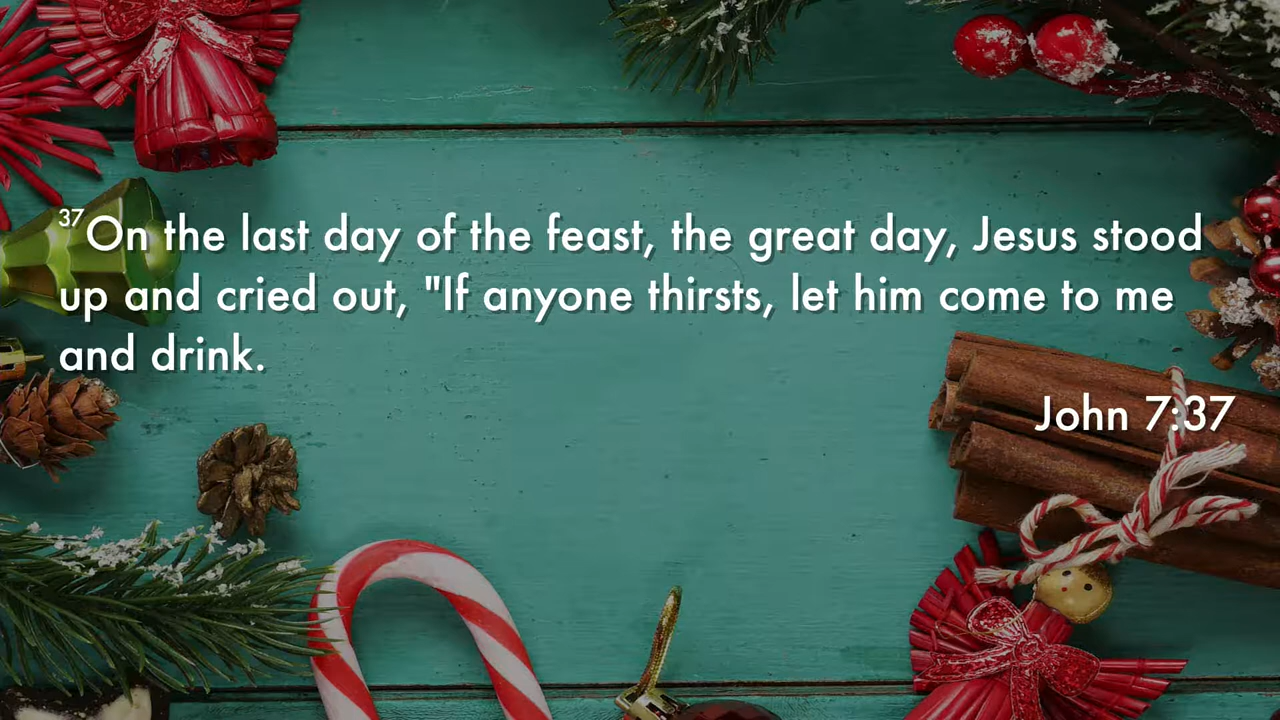 37On the last day of the feast, the great day, Jesus stood
up and cried out, "If anyone thirsts, let him come to me
and drink.
John 7:37